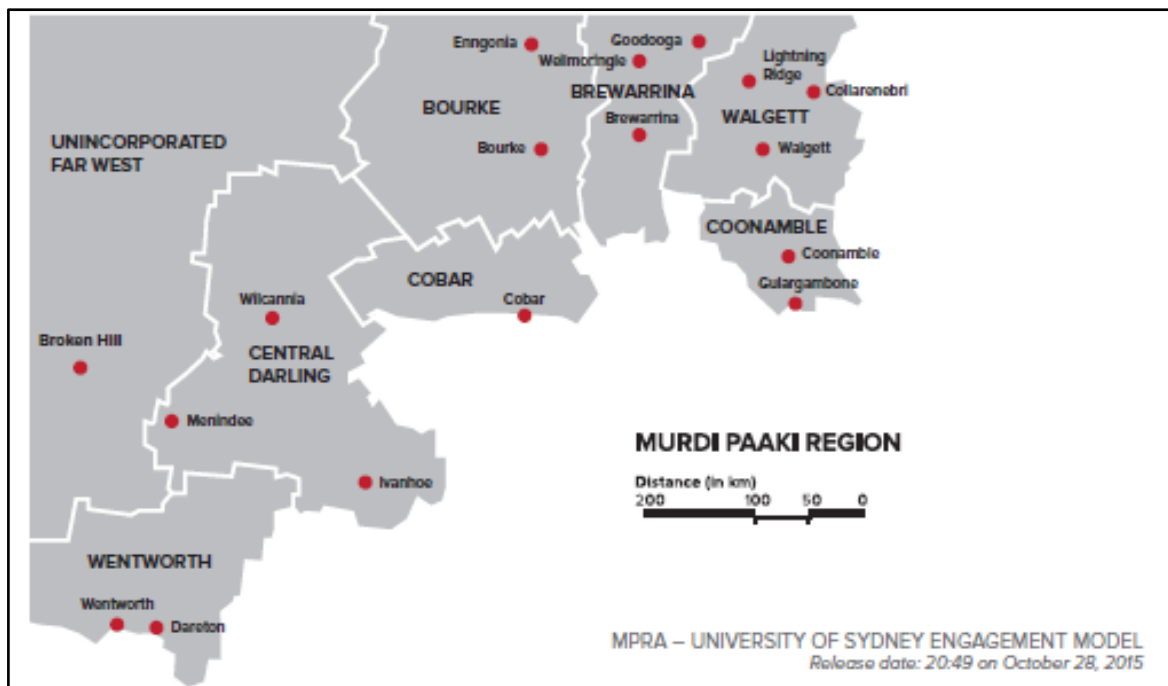 Enngonia
Goodooga
Weilmoringle
Lightning
Ridge
Collarenebri
BOURKE
BREWARRINA
WALGETT
UNINCORPORATED
FAR WEST
Brewarrina
Bourke
Walgett
COONAMBLE
Coonamble
COBAR
Gulargambone
Wilcannia
Cobar
Broken Hill
CENTRAL
DARLING
Menindee
MURDI PAAKI REGION
Ivanhoe
Distance (in km)
200 100 50 0
WENTWORTH
Wentworth
Dareton
MPRA – UNIVERSITY OF SYDNEY ENGAGEMENT MODEL
Release date: 20:49 on October 28, 2015